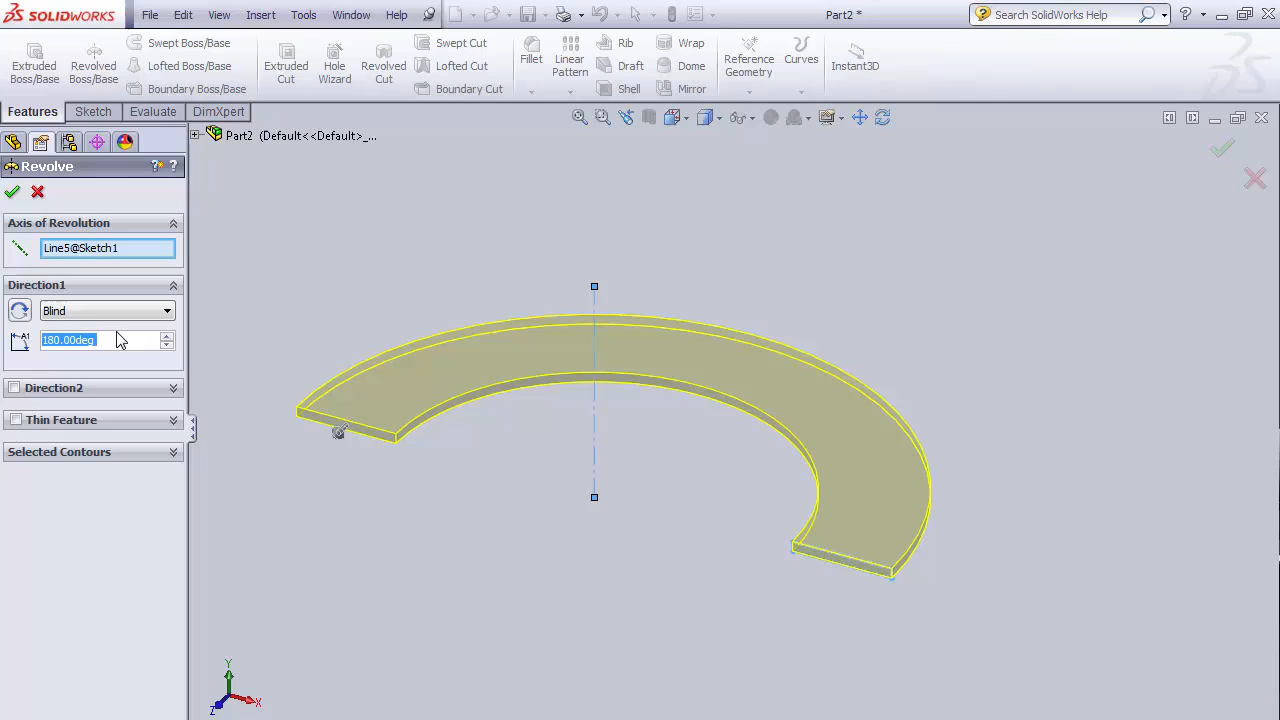 SOLIDWORKS File Edit View Insert Tools Window Help Part2 * Search SolidWorks Help ?
Extruded Boss/Base
Revolved Boss/Base
Swept Boss/Base
Lofted Boss/Base
Boundary Boss/Base
Extruded Cut
Hole Wizard
Revolved Cut
Swept Cut
Lofted Cut
Boundary Cut
Fillet
Linear Pattern
Rib
Draft
Shell
Wrap
Dome
Mirror
Reference Geometry
Curves
Instant3D
Features Sketch Evaluate DimXpert
Part2 (Default<<Default>_...
Revolve ? ?
Axis of Revolution
Line5@Sketch1
Direction1
Blind
A1 180.00deg
Direction2
Thin Feature
Selected Contours
Y
X
Z